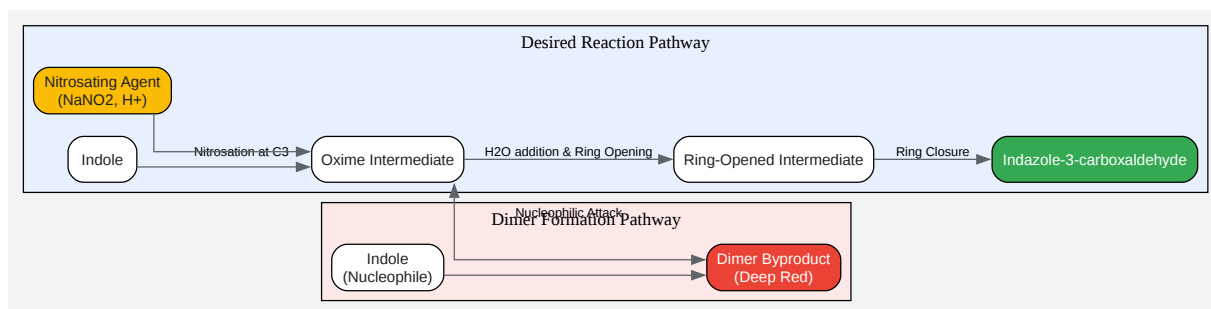 Desired Reaction Pathway
Nitrosating Agent
(NaNO2, H+)
Indole
Nitrosation at C3
Oxime Intermediate
H2O addition & Ring Opening
Ring-Opened Intermediate
Ring Closure
Indazole-3-carboxaldehyde
Nucleophilic Attack
Dimer Formation Pathway
Indole
(Nucleophile)
Dimer Byproduct
(Deep Red)